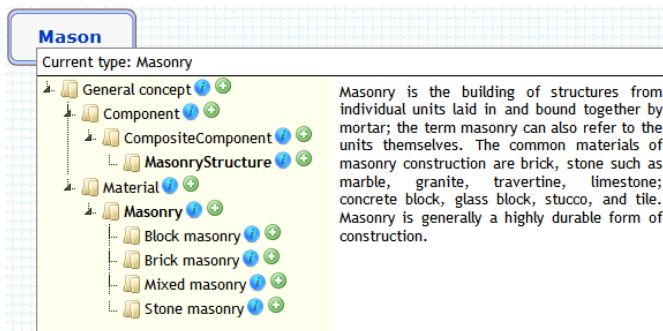 Mason
Current type: Masonry
General concept
Component
CompositeComponent
MasonryStructure
Material
Masonry
Block masonry
Brick masonry
Mixed masonry
Stone masonry
Masonry is the building of structures from
individual units laid in and bound together by
mortar; the term masonry can also refer to the
units themselves. The common materials of
masonry construction are brick, stone such as
marble, granite, travertine, limestone;
concrete block, glass block, stucco, and tile.
Masonry is generally a highly durable form of
construction.